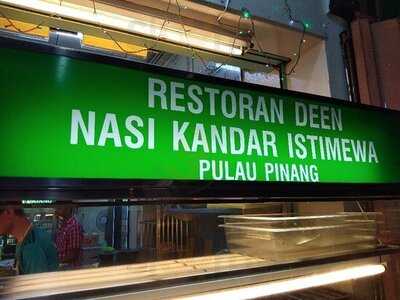 RESTORAN DEEN
NASI KANDAR ISTIMEWA
PULAU PINANG